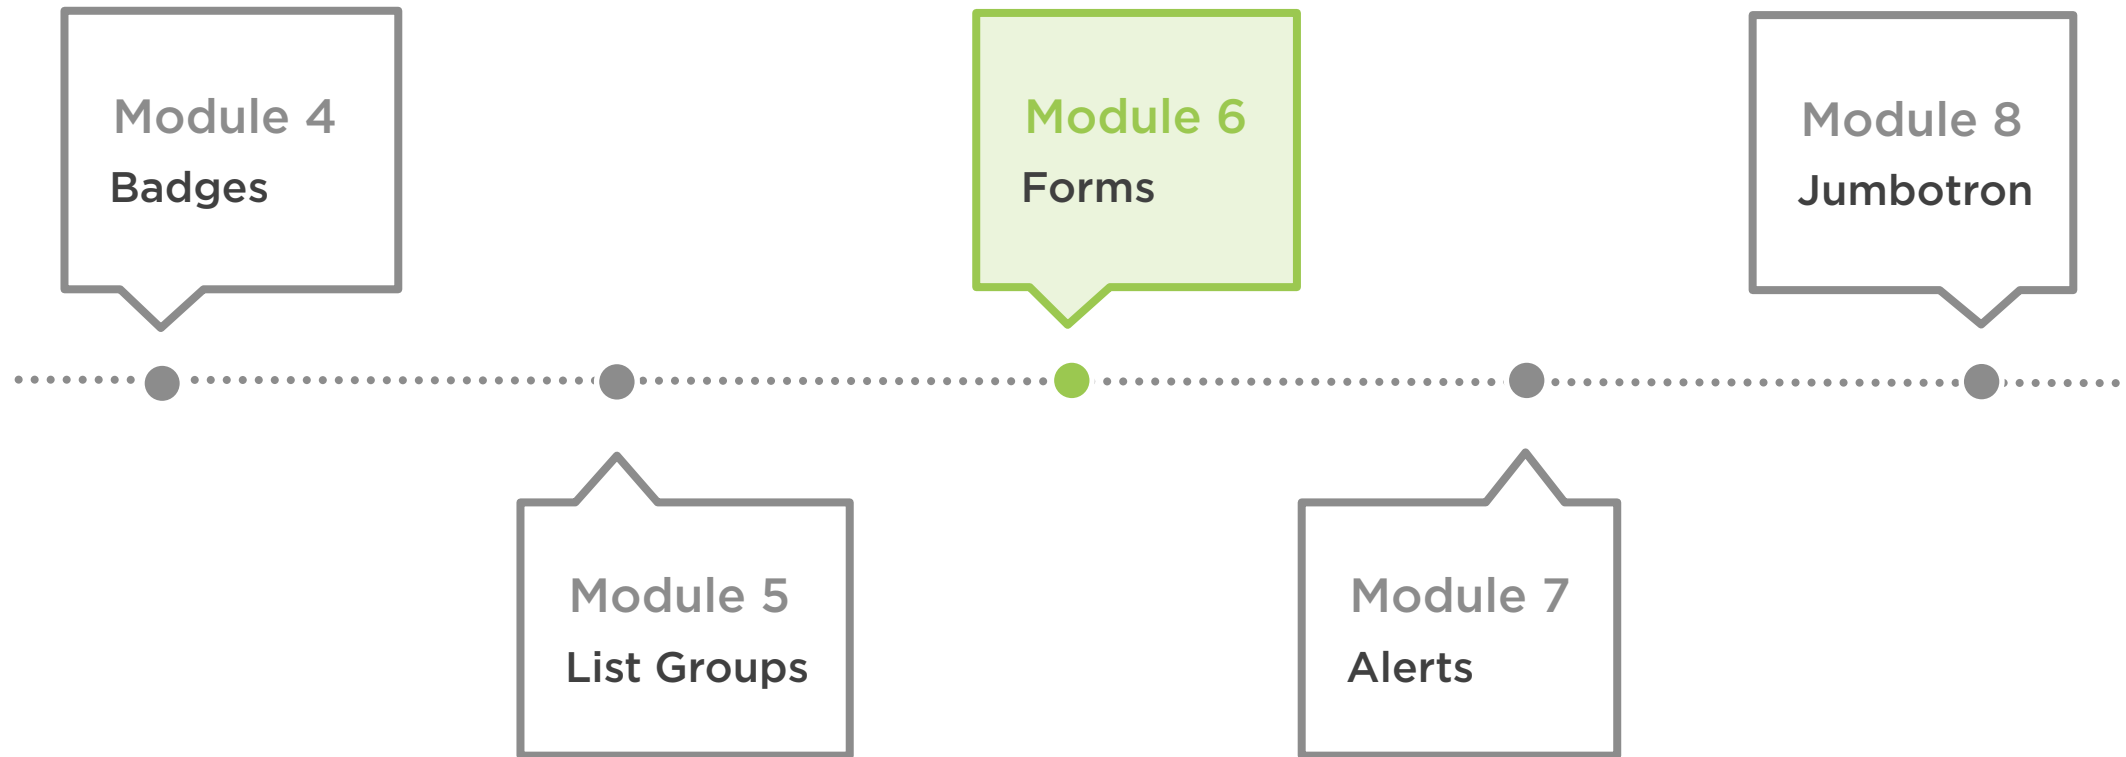 Module 4
Badges
Module 5
List Groups
Module 6
Forms
Module 7
Alerts
Module 8
Jumbotron